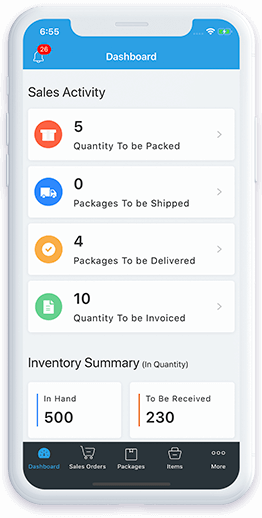 6:55
26
Dashboard
Sales Activity
5
Quantity To be Packed
0
Packages To be Shipped
4
Packages To be Delivered
10
Quantity To be Invoiced
Inventory Summary (In Quantity)
In Hand
500
To be Received
230
Dashboard
Sales Orders
Packages
Items
More